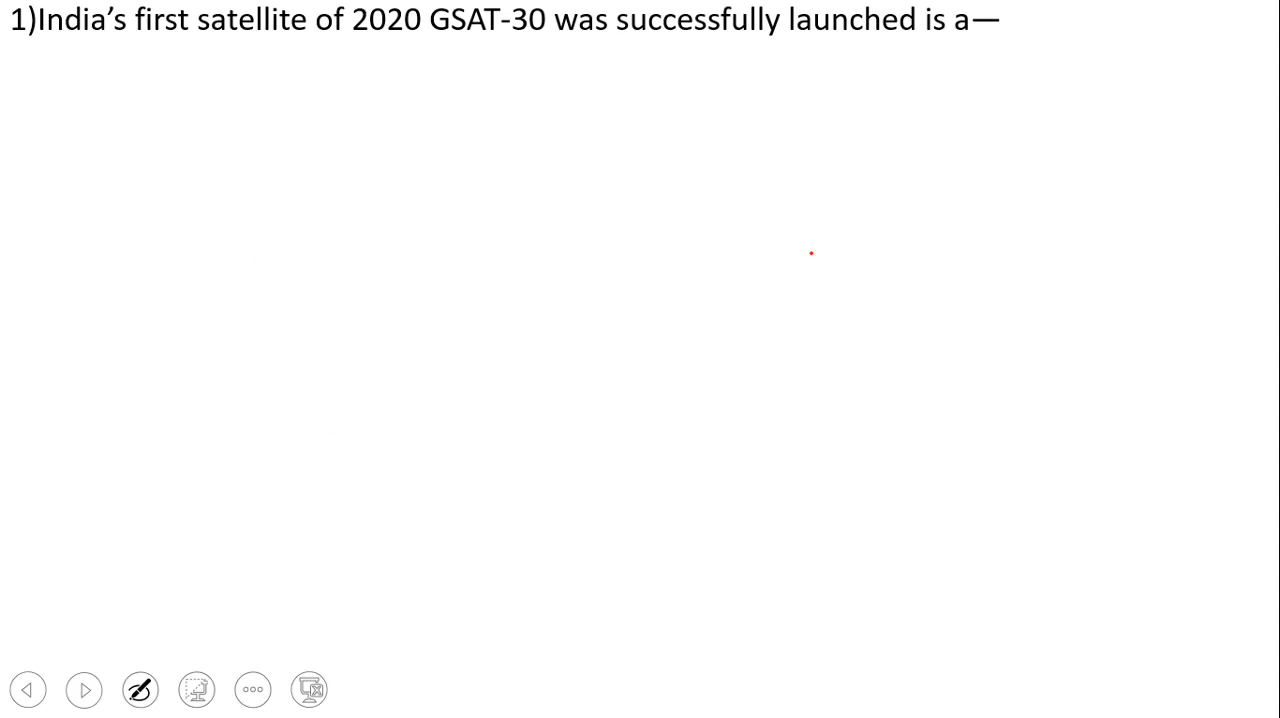 1)India’s first satellite of 2020 GSAT-30 was successfully launched is a—